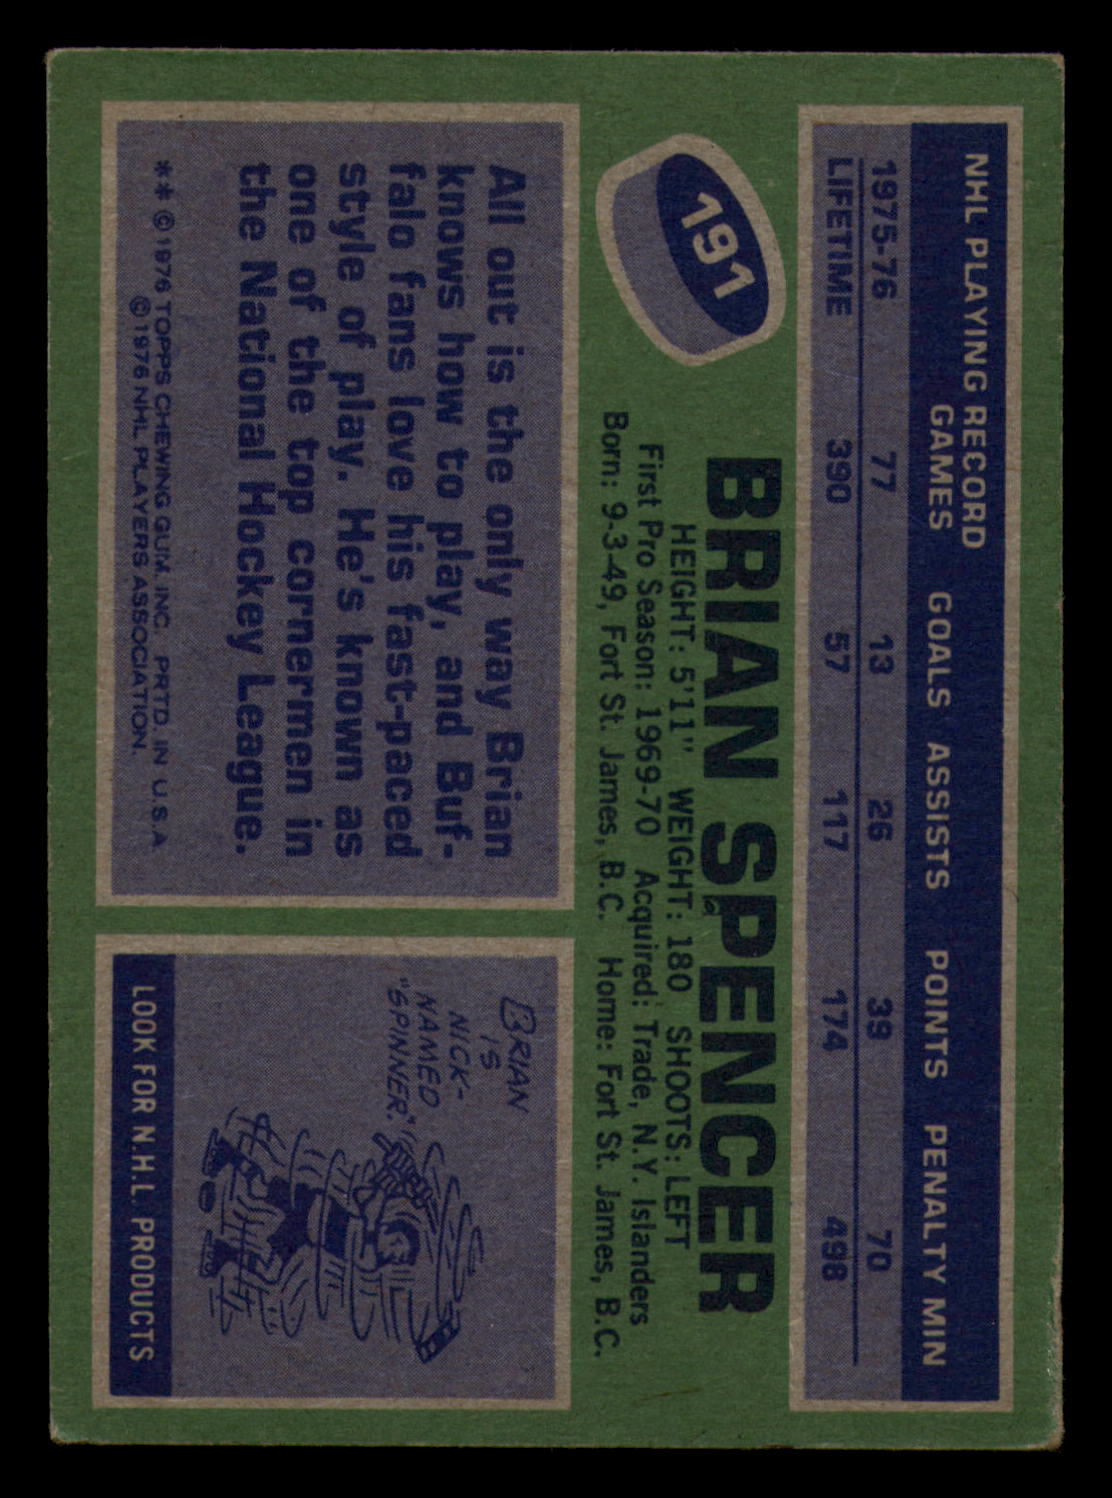 NHL PLAYING RECORD
GAMES GOALS ASSISTS POINTS PENALTY MIN
1975-76 77 13 26 39 70
LIFETIME 390 57 117 174 498
191
BRIAN SPENCER
HEIGHT: 5'11" WEIGHT: 180 SHOOTS: LEFT
First Pro Season: 1969-70 Acquired: Trade, N.Y. Islanders
Born: 9-3-49, Fort St. James, B.C. Home: Fort St. James, B.C.
All out is the only way Brian
knows how to play, and Buf-
falo fans love his fast-paced
style of play. He's known as
one of the top cornermen in
the National Hockey League.
** ©1976 TOPPS CHEWING GUM, INC. PRTD. IN U.S.A
©1976 NHL PLAYERS ASSOCIATION.
BRIAN
IS
NICK-
NAMED
"SPINNER."
LOOK FOR N.H.L. PRODUCTS